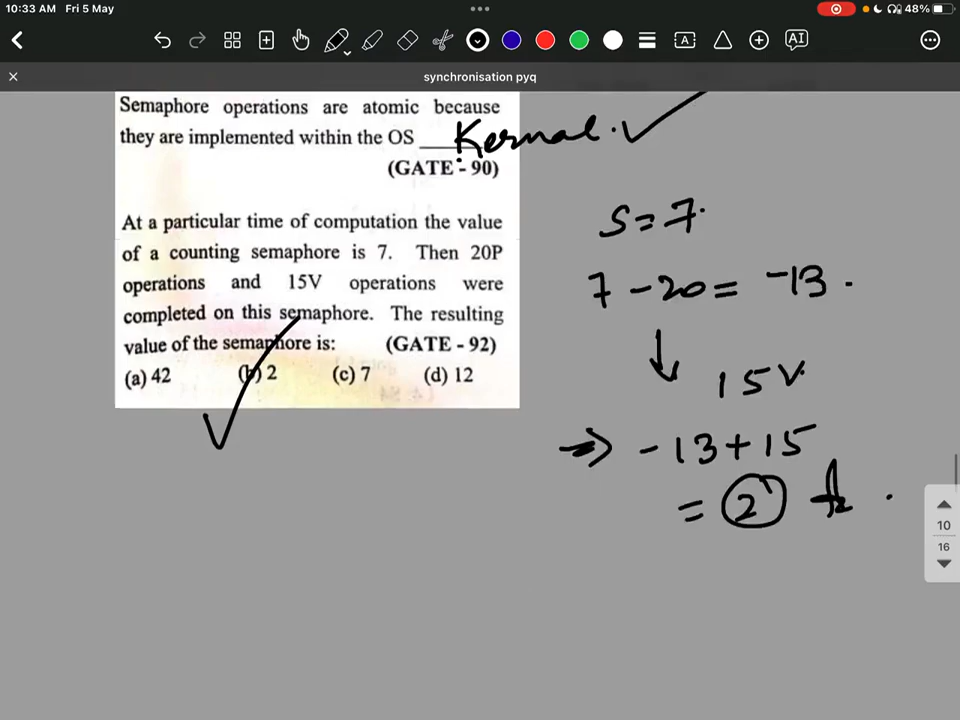 10:33 AM Fri 5 May
48%
synchronisation pyq
Semaphore operations are atomic because
they are implemented within the OS ____ Kernal.
(GATE - 90)
At a particular time of computation the value
of a counting semaphore is 7. Then 20P
operations and 15V operations were
completed on this semaphore. The resulting
value of the semaphore is: (GATE - 92)
(a) 42 (b) 2 (c) 7 (d) 12
S = 7.
7 - 20 = -13.
↓ 15V.
⇒ -13 + 15
= 2
A
AI
10
16